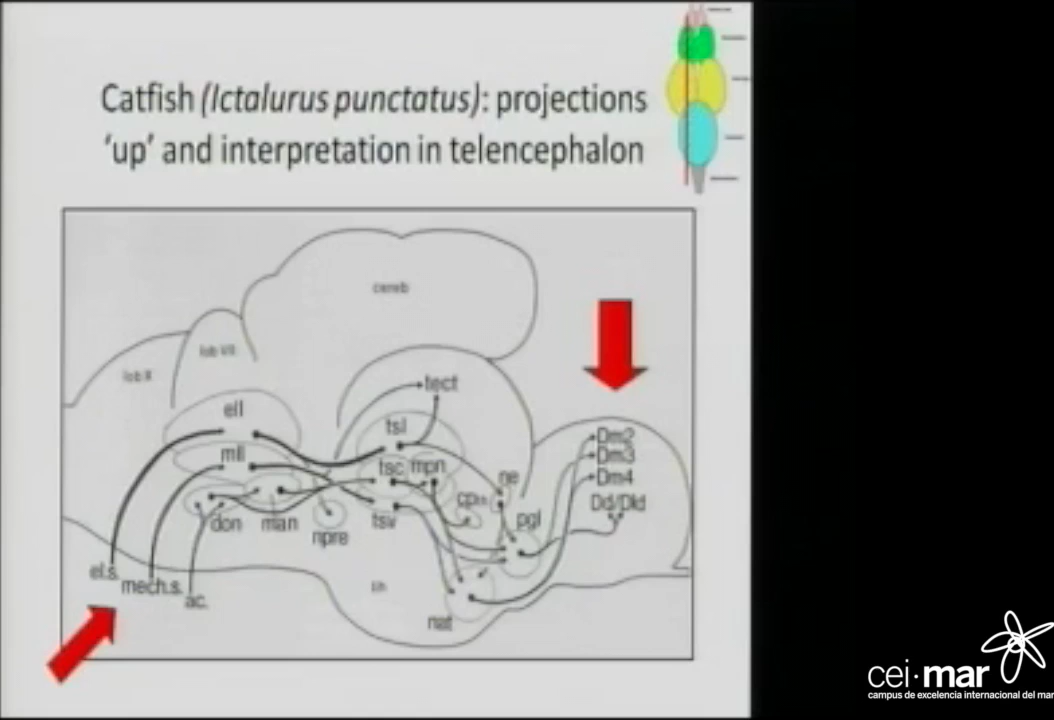 Catfish (Ictalurus punctatus): projections
'up' and interpretation in telencephalon
cereb
lob VII
lob X
tect
ell
tsl
Dm2
mll
Dm3
tsc mpn
ne
Dm4
Dd/Dld
don
man
tsv
pgl
npre
el.s.
mech.s.
ac.
nat
cei·mar
campus de excelencia internacional del mar